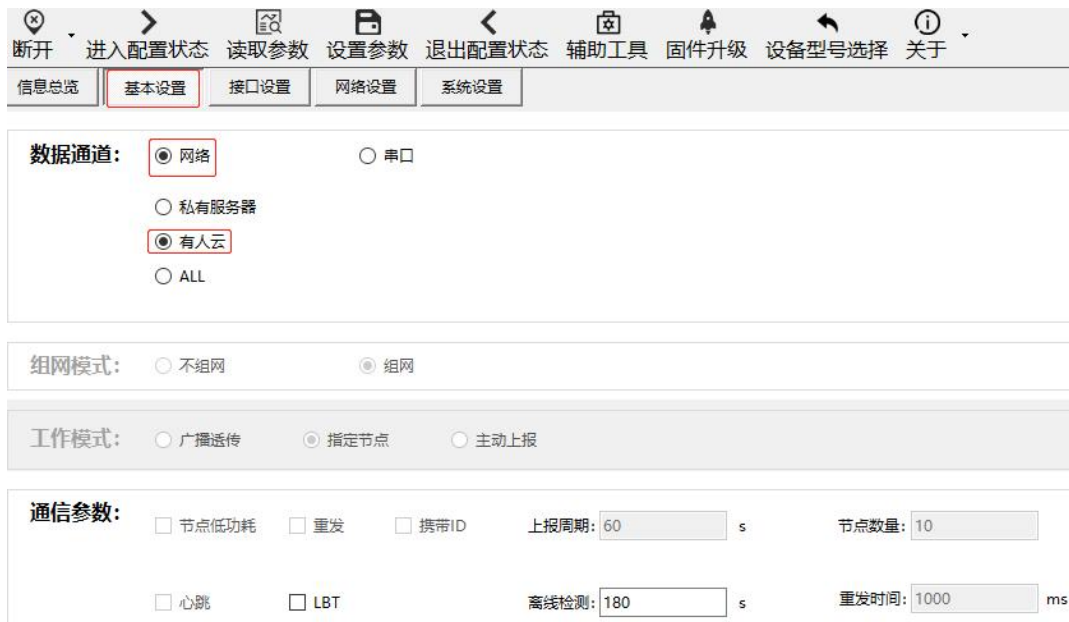 断开 进入配置状态 读取参数 设置参数 退出配置状态 辅助工具 固件升级 设备型号选择 关于
信息总览 基本设置 接口设置 网络设置 系统设置
数据通道: 网络 串口
私有服务器
有人云
ALL
组网模式: 不组网 组网
工作模式: 广播透传 指定节点 主动上报
通信参数: 节点低功耗 重发 携带ID 上报周期: 60 s 节点数量: 10
心跳 LBT 离线检测: 180 s 重发时间: 1000 ms